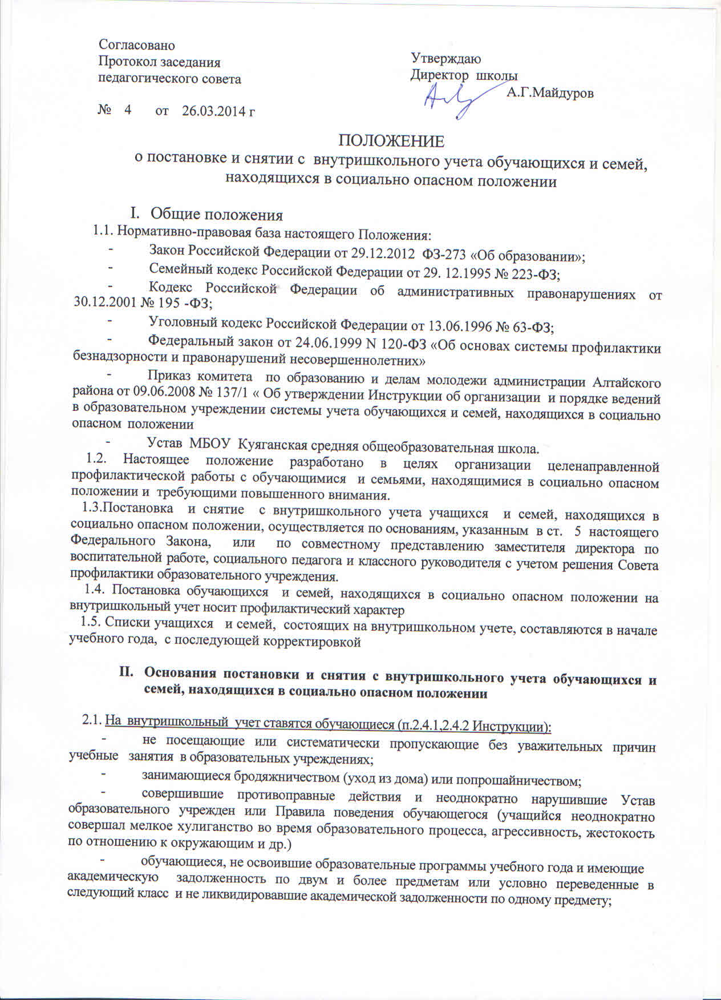 Согласовано
Протокол заседания
педагогического совета
№ 4 от 26.03.2014 г
Утверждаю
Директор школы
А.Г.Майдуров
ПОЛОЖЕНИЕ
о постановке и снятии с внутришкольного учета обучающихся и семей,
находящихся в социально опасном положении
I. Общие положения
1.1. Нормативно-правовая база настоящего Положения:
- Закон Российской Федерации от 29.12.2012 ФЗ-273 «Об образовании»;
- Семейный кодекс Российской Федерации от 29. 12.1995 № 223-ФЗ;
- Кодекс Российской Федерации об административных правонарушениях от
30.12.2001 № 195 -ФЗ;
- Уголовный кодекс Российской Федерации от 13.06.1996 № 63-ФЗ;
- Федеральный закон от 24.06.1999 N 120-ФЗ «Об основах системы профилактики
безнадзорности и правонарушений несовершеннолетних»
- Приказ комитета по образованию и делам молодежи администрации Алтайского
района от 09.06.2008 № 137/1 « Об утверждении Инструкции об организации и порядке ведений
в образовательном учреждении системы учета обучающихся и семей, находящихся в социально
опасном положении
- Устав МБОУ Куяганская средняя общеобразовательная школа.
1.2. Настоящее положение разработано в целях организации целенаправленной
профилактической работы с обучающимися и семьями, находящимися в социально опасном
положении и требующими повышенного внимания.
1.3.Постановка и снятие с внутришкольного учета учащихся и семей, находящихся в
социально опасном положении, осуществляется по основаниям, указанным в ст. 5 настоящего
Федерального Закона, или по совместному представлению заместителя директора по
воспитательной работе, социального педагога и классного руководителя с учетом решения Совета
профилактики образовательного учреждения.
1.4. Постановка обучающихся и семей, находящихся в социально опасном положении на
внутришкольный учет носит профилактический характер
1.5. Списки учащихся и семей, состоящих на внутришкольном учете, составляются в начале
учебного года, с последующей корректировкой
II. Основания постановки и снятия с внутришкольного учета обучающихся и
семей, находящихся в социально опасном положении
2.1. На внутришкольный учет ставятся обучающиеся (п.2.4.1,2.4.2 Инструкции):
- не посещающие или систематически пропускающие без уважительных причин
учебные занятия в образовательных учреждениях;
- занимающиеся бродяжничеством (уход из дома) или попрошайничеством;
- совершившие противоправные действия и неоднократно нарушившие Устав
образовательного учрежден или Правила поведения обучающегося (учащийся неоднократно
совершал мелкое хулиганство во время образовательного процесса, агрессивность, жестокость
по отношению к окружающим и др.)
- обучающиеся, не освоившие образовательные программы учебного года и имеющие
академическую задолженность по двум и более предметам или условно переведенные в
следующий класс и не ликвидировавшие академической задолженности по одному предмету;